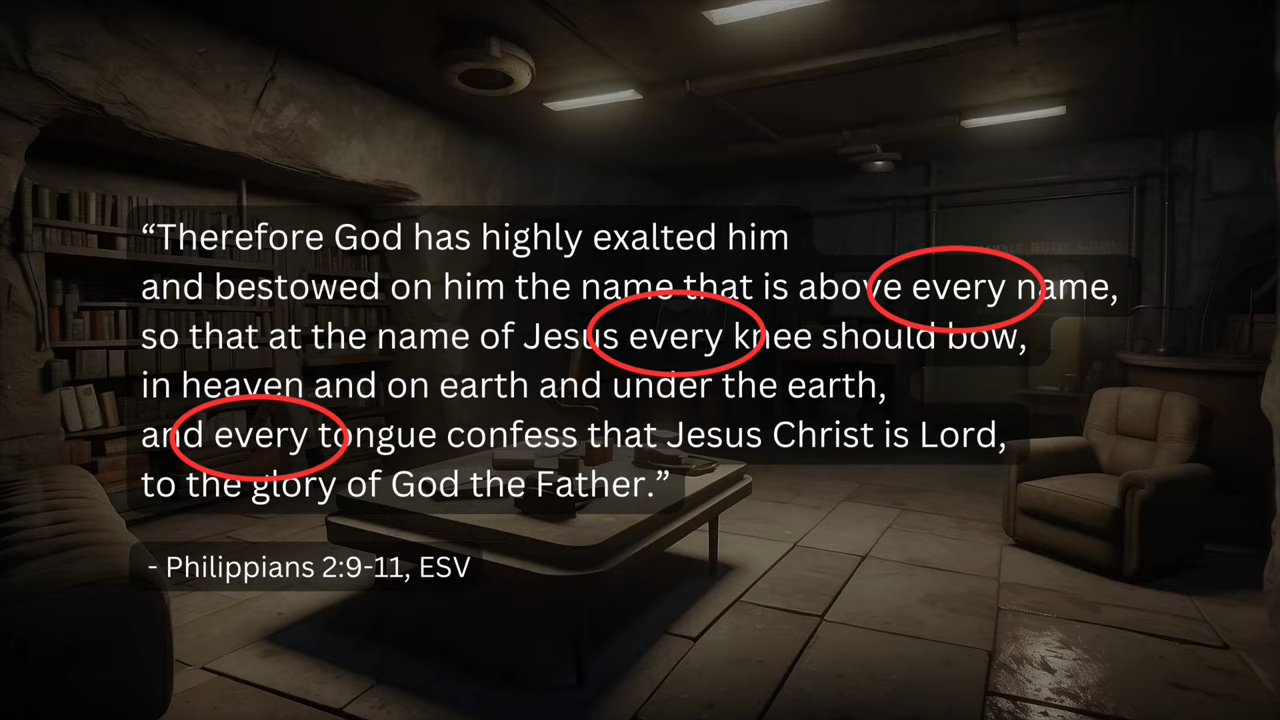 “Therefore God has highly exalted him
and bestowed on him the name that is above every name,
so that at the name of Jesus every knee should bow,
in heaven and on earth and under the earth,
and every tongue confess that Jesus Christ is Lord,
to the glory of God the Father.”
- Philippians 2:9-11, ESV